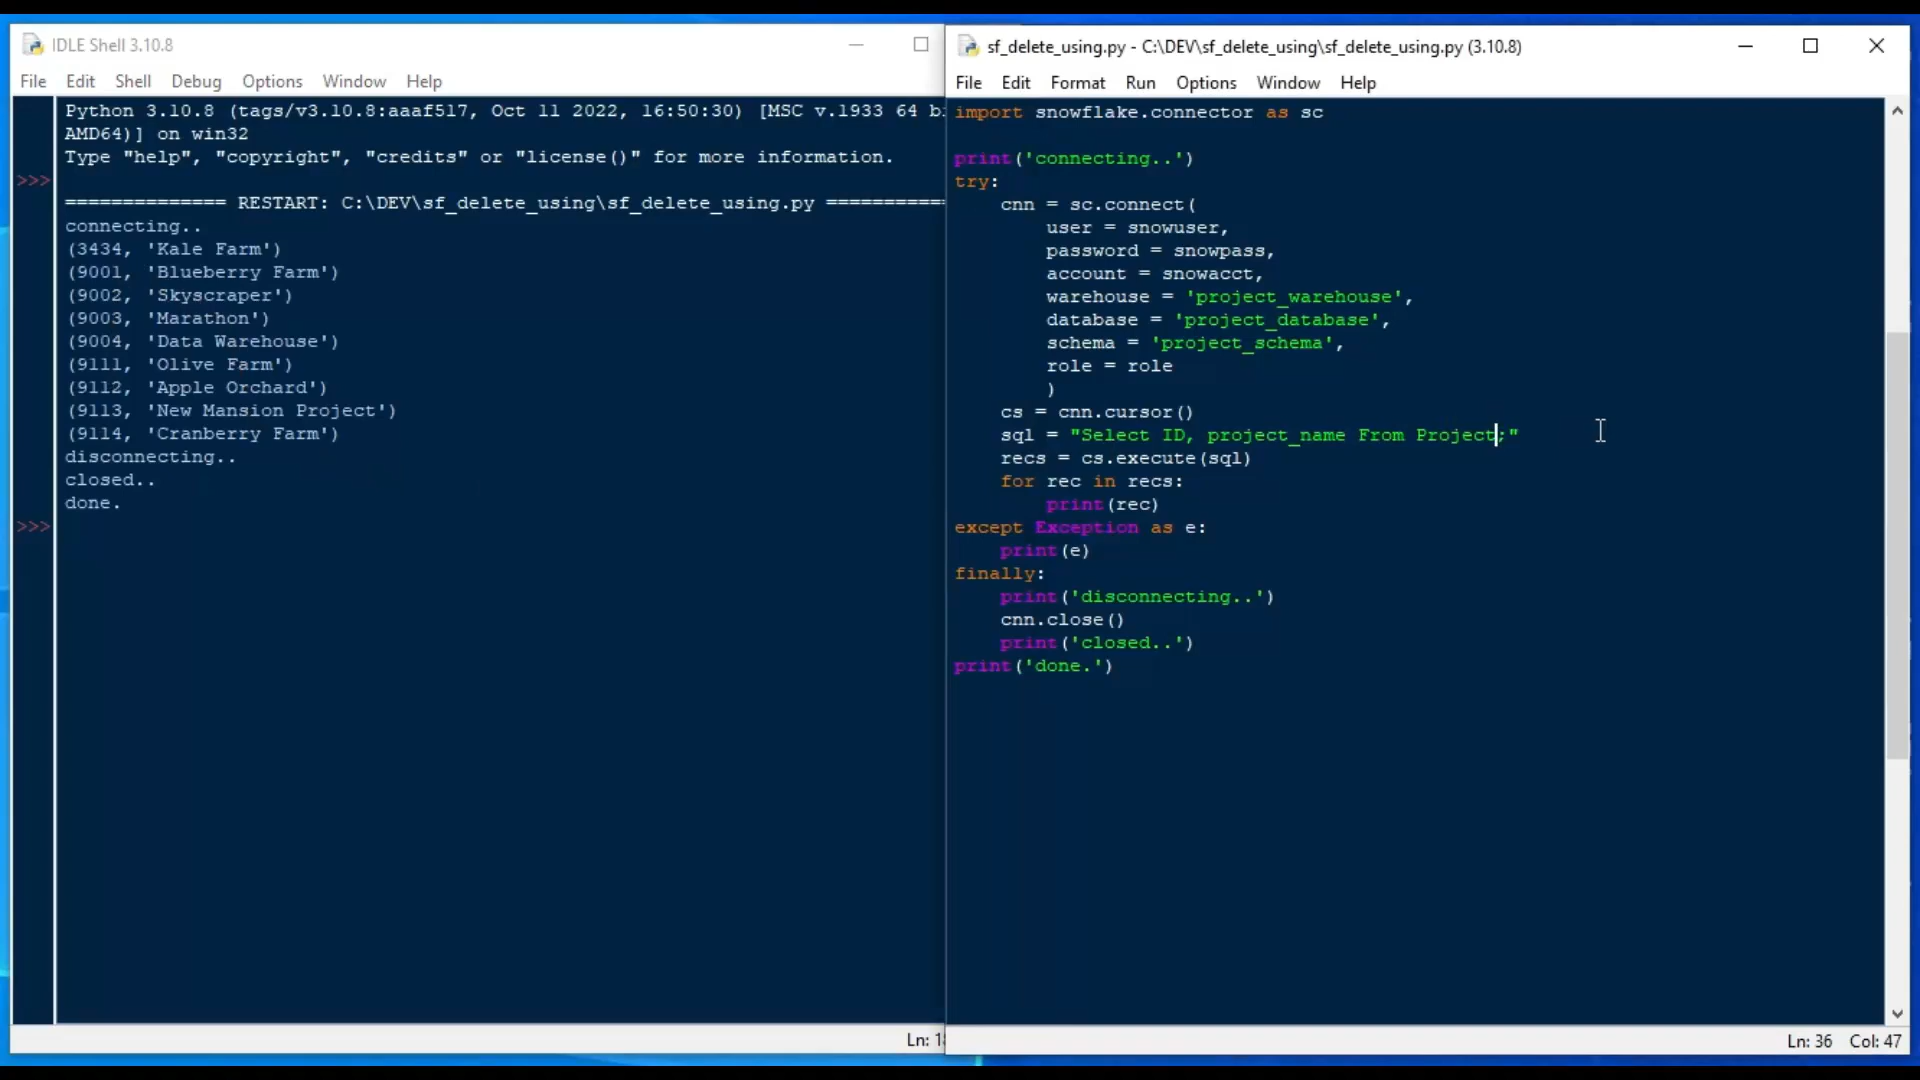 IDLE Shell 3.10.8
File Edit Shell Debug Options Window Help
Python 3.10.8 (tags/v3.10.8:aaaf517, Oct 11 2022, 16:50:30) [MSC v.1933 64 bi
AMD64)] on win32
Type "help", "copyright", "credits" or "license()" for more information.
>>>
============== RESTART: C:\DEV\sf_delete_using\sf_delete_using.py ===========
connecting..
(3434, 'Kale Farm')
(9001, 'Blueberry Farm')
(9002, 'Skyscraper')
(9003, 'Marathon')
(9004, 'Data Warehouse')
(9111, 'Olive Farm')
(9112, 'Apple Orchard')
(9113, 'New Mansion Project')
(9114, 'Cranberry Farm')
disconnecting..
closed..
done.
>>>
Ln: 18
sf_delete_using.py - C:\DEV\sf_delete_using\sf_delete_using.py (3.10.8)
File Edit Format Run Options Window Help
import snowflake.connector as sc
print('connecting..')
try:
    cnn = sc.connect(
        user = snowuser,
        password = snowpass,
        account = snowacct,
        warehouse = 'project_warehouse',
        database = 'project_database',
        schema = 'project_schema',
        role = role
        )
    cs = cnn.cursor()
    sql = "Select ID, project_name From Project;"
    recs = cs.execute(sql)
    for rec in recs:
        print(rec)
except Exception as e:
    print(e)
finally:
    print('disconnecting..')
    cnn.close()
    print('closed..')
print('done.')
Ln: 36 Col: 47